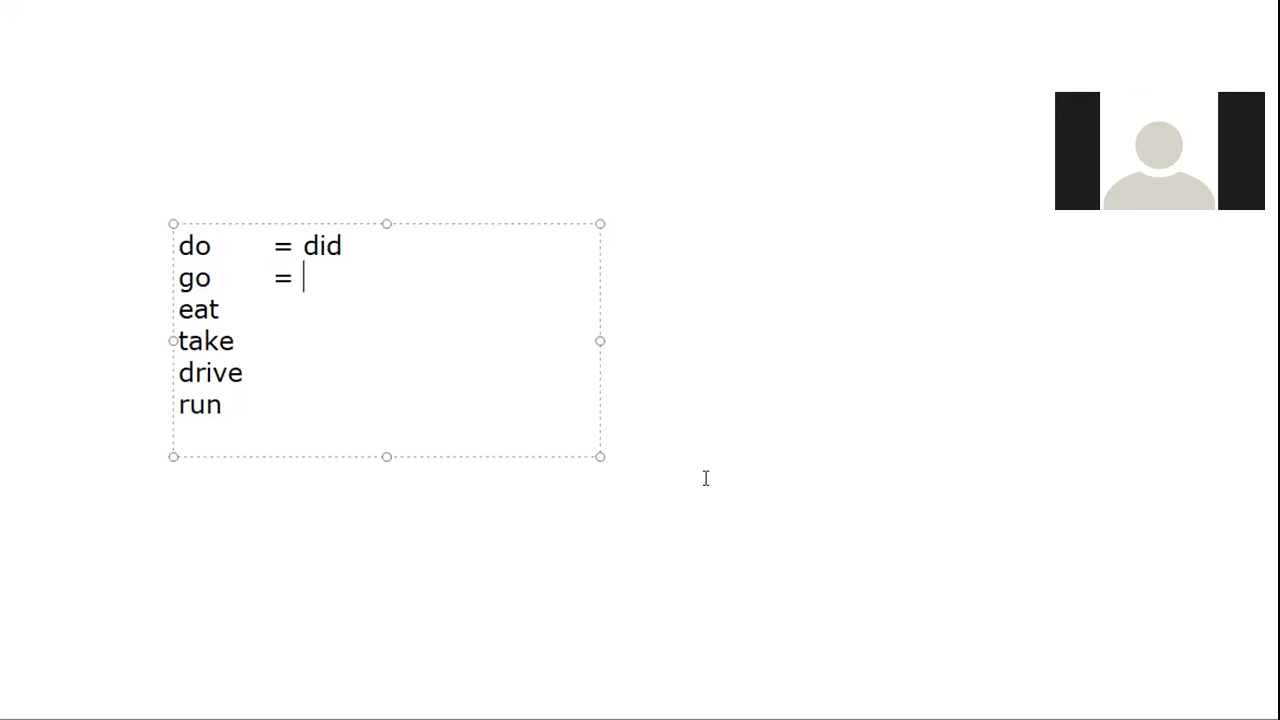 do = did
go =
eat
take
drive
run